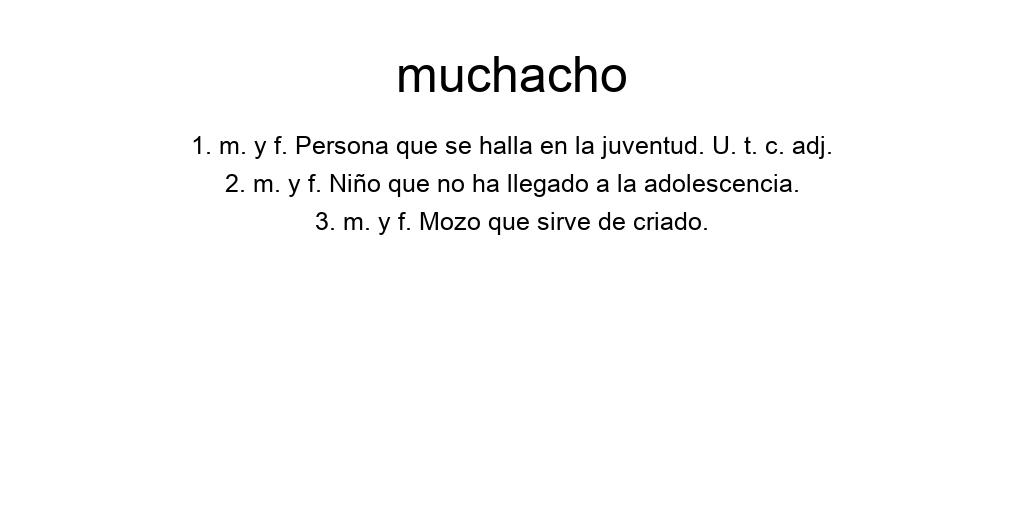 muchacho
1. m. y f. Persona que se halla en la juventud. U. t. c. adj.
2. m. y f. Niño que no ha llegado a la adolescencia.
3. m. y f. Mozo que sirve de criado.